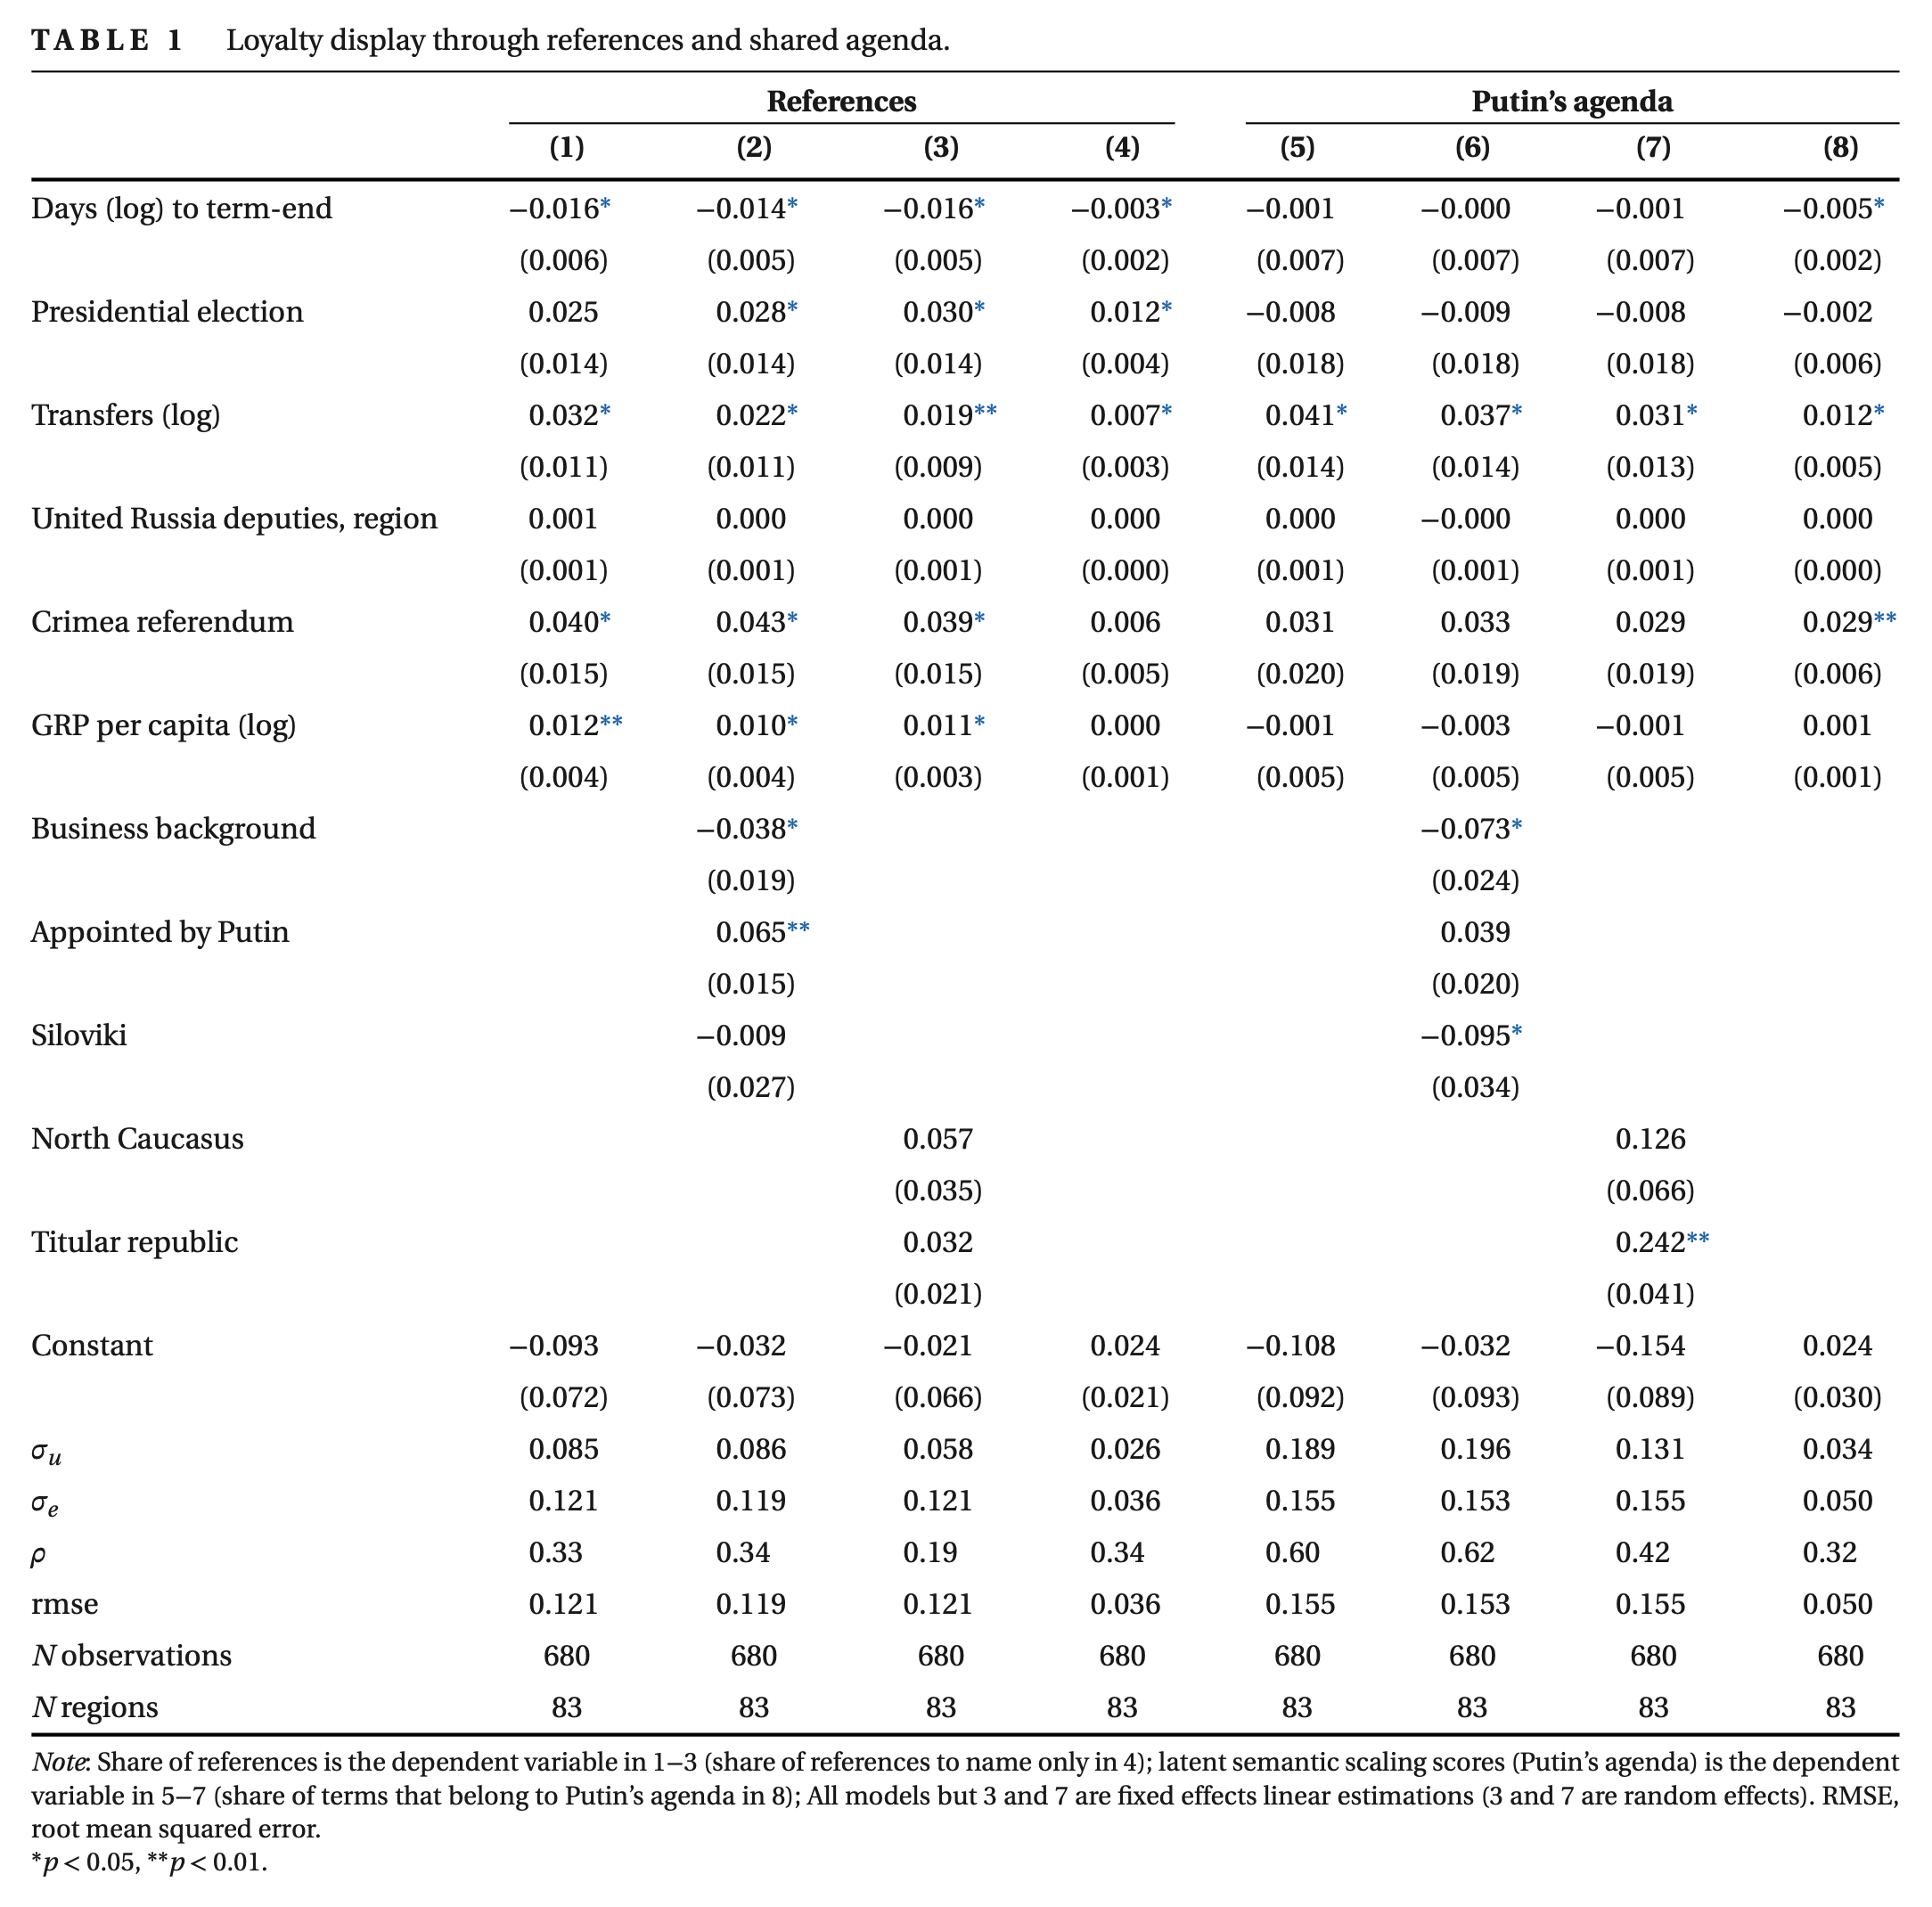 TABLE 1 Loyalty display through references and shared agenda.
References Putin’s agenda
(1) (2) (3) (4) (5) (6) (7) (8)
Days (log) to term-end −0.016* −0.014* −0.016* −0.003* −0.001 −0.000 −0.001 −0.005*
(0.006) (0.005) (0.005) (0.002) (0.007) (0.007) (0.007) (0.002)
Presidential election 0.025 0.028* 0.030* 0.012* −0.008 −0.009 −0.008 −0.002
(0.014) (0.014) (0.014) (0.004) (0.018) (0.018) (0.018) (0.006)
Transfers (log) 0.032* 0.022* 0.019** 0.007* 0.041* 0.037* 0.031* 0.012*
(0.011) (0.011) (0.009) (0.003) (0.014) (0.014) (0.013) (0.005)
United Russia deputies, region 0.001 0.000 0.000 0.000 0.000 −0.000 0.000 0.000
(0.001) (0.001) (0.001) (0.000) (0.001) (0.001) (0.001) (0.000)
Crimea referendum 0.040* 0.043* 0.039* 0.006 0.031 0.033 0.029 0.029**
(0.015) (0.015) (0.015) (0.005) (0.020) (0.019) (0.019) (0.006)
GRP per capita (log) 0.012** 0.010* 0.011* 0.000 −0.001 −0.003 −0.001 0.001
(0.004) (0.004) (0.003) (0.001) (0.005) (0.005) (0.005) (0.001)
Business background −0.038* −0.073*
(0.019) (0.024)
Appointed by Putin 0.065** 0.039
(0.015) (0.020)
Siloviki −0.009 −0.095*
(0.027) (0.034)
North Caucasus 0.057 0.126
(0.035) (0.066)
Titular republic 0.032 0.242**
(0.021) (0.041)
Constant −0.093 −0.032 −0.021 0.024 −0.108 −0.032 −0.154 0.024
(0.072) (0.073) (0.066) (0.021) (0.092) (0.093) (0.089) (0.030)
σu 0.085 0.086 0.058 0.026 0.189 0.196 0.131 0.034
σe 0.121 0.119 0.121 0.036 0.155 0.153 0.155 0.050
ρ 0.33 0.34 0.19 0.34 0.60 0.62 0.42 0.32
rmse 0.121 0.119 0.121 0.036 0.155 0.153 0.155 0.050
N observations 680 680 680 680 680 680 680 680
N regions 83 83 83 83 83 83 83 83
Note: Share of references is the dependent variable in 1–3 (share of references to name only in 4); latent semantic scaling scores (Putin’s agenda) is the dependent
variable in 5–7 (share of terms that belong to Putin’s agenda in 8); All models but 3 and 7 are fixed effects linear estimations (3 and 7 are random effects). RMSE,
root mean squared error.
*p < 0.05, **p < 0.01.